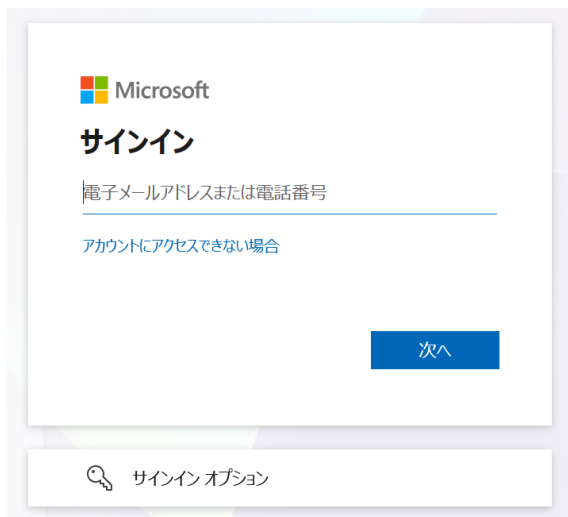 Microsoft
サインイン
電子メールアドレスまたは電話番号
アカウントにアクセスできない場合
次へ
サインイン オプション